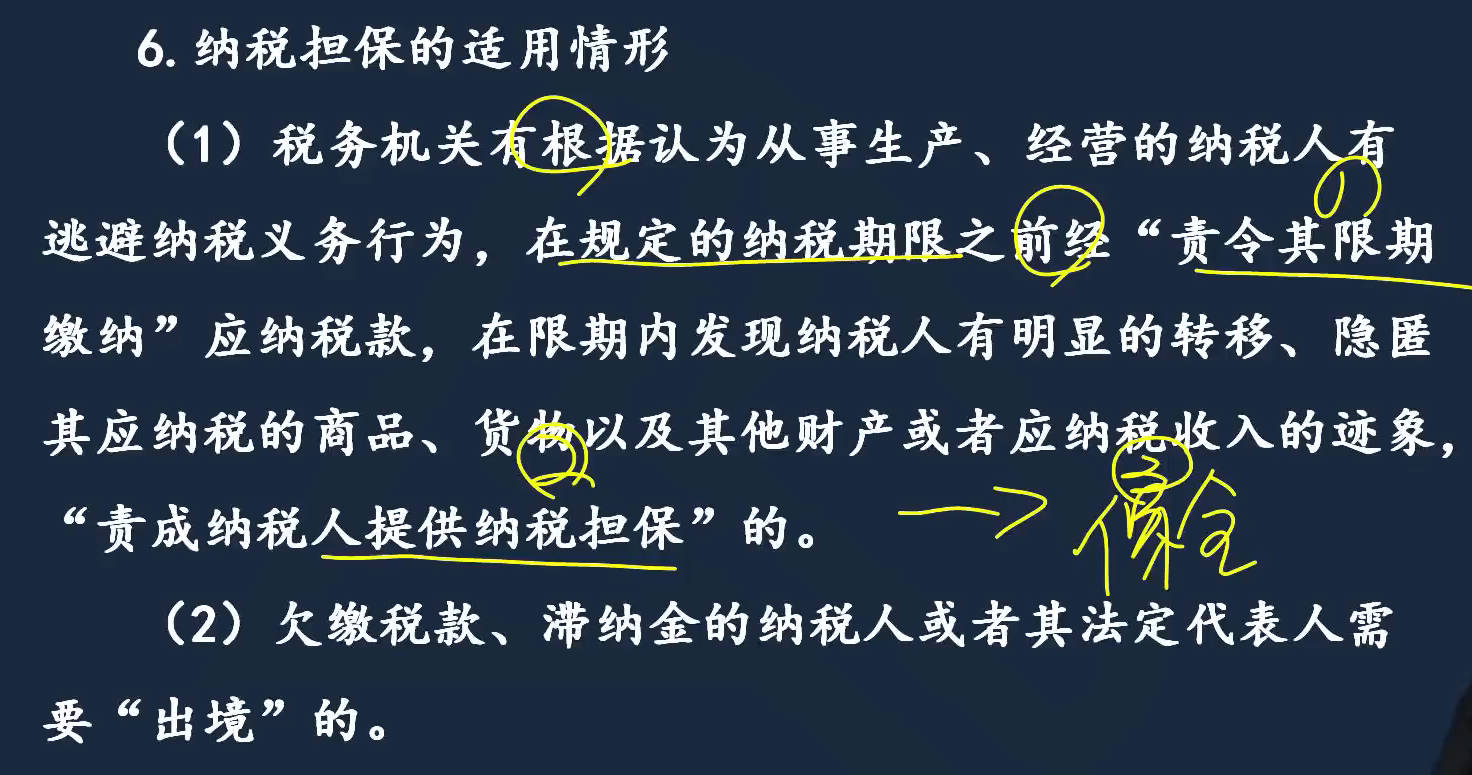 6. 纳税担保的适用情形
（1）税务机关有根据认为从事生产、经营的纳税人有
逃避纳税义务行为，在规定的纳税期限之前经“责令其限期
缴纳”应纳税款，在限期内发现纳税人有明显的转移、隐匿
其应纳税的商品、货物以及其他财产或者应纳税收入的迹象，
“责成纳税人提供纳税担保”的。
保全
（2）欠缴税款、滞纳金的纳税人或者其法定代表人需
要“出境”的。